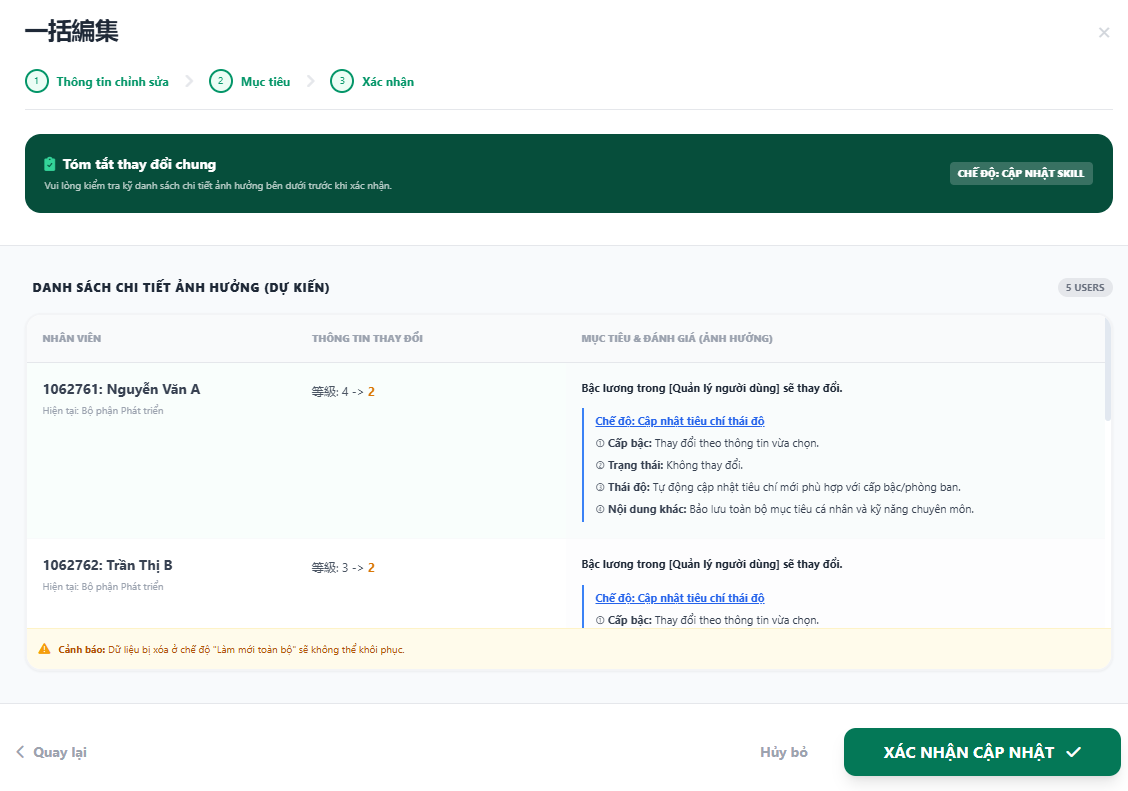 一括編集
1 Thông tin chỉnh sửa
2 Mục tiêu
3 Xác nhận
Tóm tắt thay đổi chung
Vui lòng kiểm tra kỹ danh sách chi tiết ảnh hưởng bên dưới trước khi xác nhận.
CHẾ ĐỘ: CẬP NHẬT SKILL
DANH SÁCH CHI TIẾT ẢNH HƯỞNG (DỰ KIẾN)
5 USERS
NHÂN VIÊN
THÔNG TIN THAY ĐỔI
MỤC TIÊU & ĐÁNH GIÁ (ẢNH HƯỞNG)
1062761: Nguyễn Văn A
Hiện tại: Bộ phận Phát triển
等級: 4 -> 2
Bậc lương trong [Quản lý người dùng] sẽ thay đổi.
Chế độ: Cập nhật tiêu chí thái độ
① Cấp bậc: Thay đổi theo thông tin vừa chọn.
② Trạng thái: Không thay đổi.
③ Thái độ: Tự động cập nhật tiêu chí mới phù hợp với cấp bậc/phòng ban.
④ Nội dung khác: Bảo lưu toàn bộ mục tiêu cá nhân và kỹ năng chuyên môn.
1062762: Trần Thị B
Hiện tại: Bộ phận Phát triển
等級: 3 -> 2
Bậc lương trong [Quản lý người dùng] sẽ thay đổi.
Chế độ: Cập nhật tiêu chí thái độ
① Cấp bậc: Thay đổi theo thông tin vừa chọn.
Cảnh báo: Dữ liệu bị xóa ở chế độ "Làm mới toàn bộ" sẽ không thể khôi phục.
Quay lại
Hủy bỏ
XÁC NHẬN CẬP NHẬT